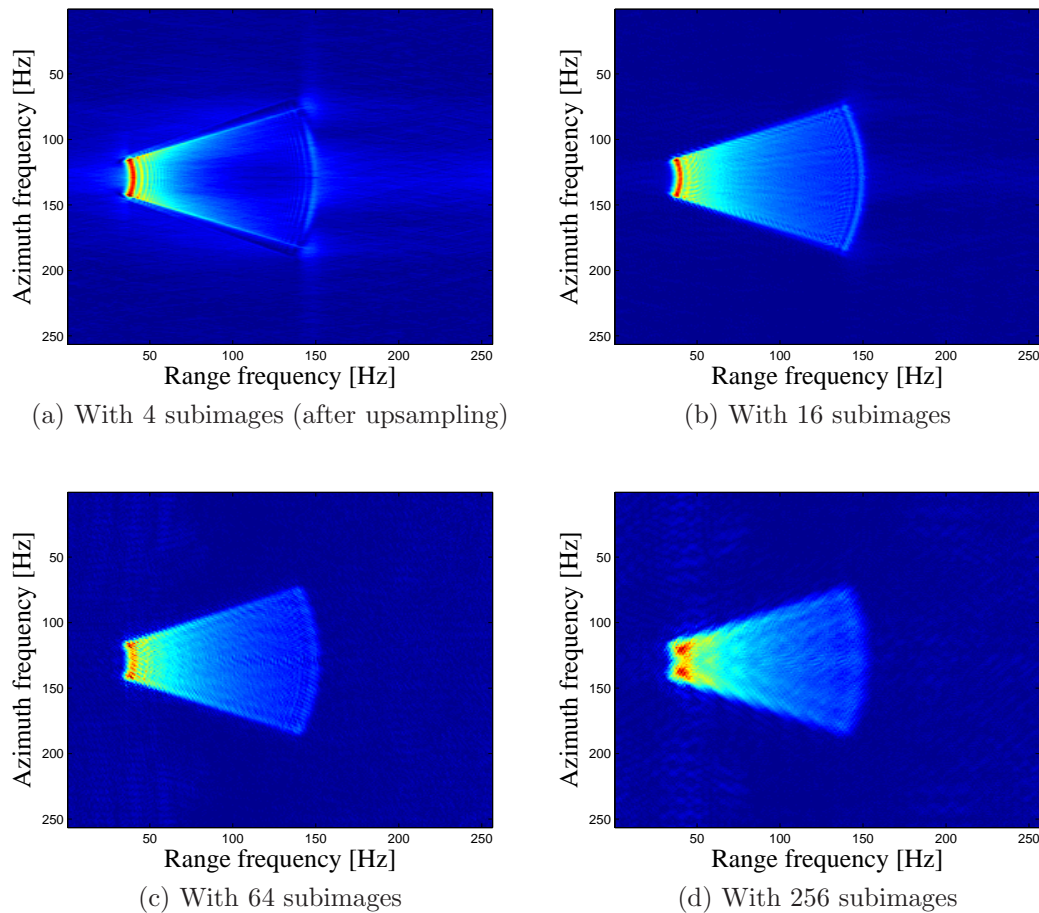 50
100
150
200
250
Azimuth frequency [Hz]
50 100 150 200 250
Range frequency [Hz]
(a) With 4 subimages (after upsampling)
50
100
150
200
250
Azimuth frequency [Hz]
50 100 150 200 250
Range frequency [Hz]
(b) With 16 subimages
50
100
150
200
250
Azimuth frequency [Hz]
50 100 150 200 250
Range frequency [Hz]
(c) With 64 subimages
50
100
150
200
250
Azimuth frequency [Hz]
50 100 150 200 250
Range frequency [Hz]
(d) With 256 subimages